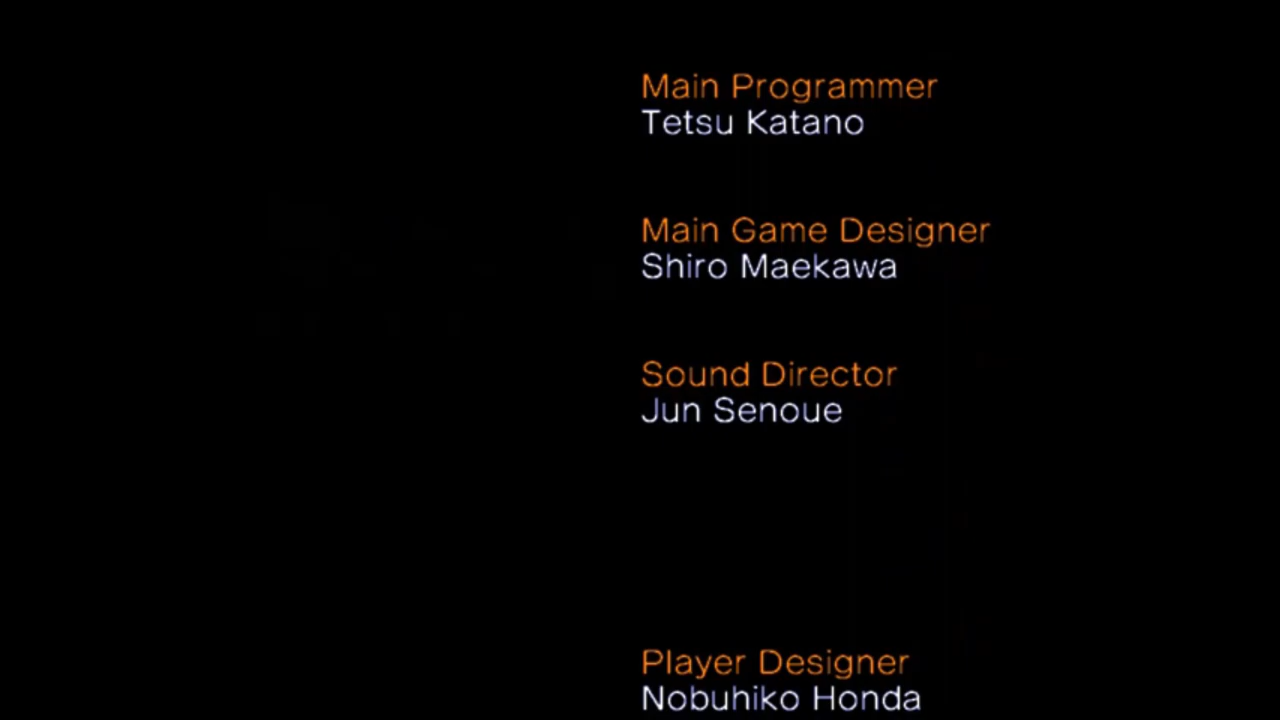 Main Programmer
Tetsu Katano
Main Game Designer
Shiro Maekawa
Sound Director
Jun Senoue
Player Designer
Nobuhiko Honda